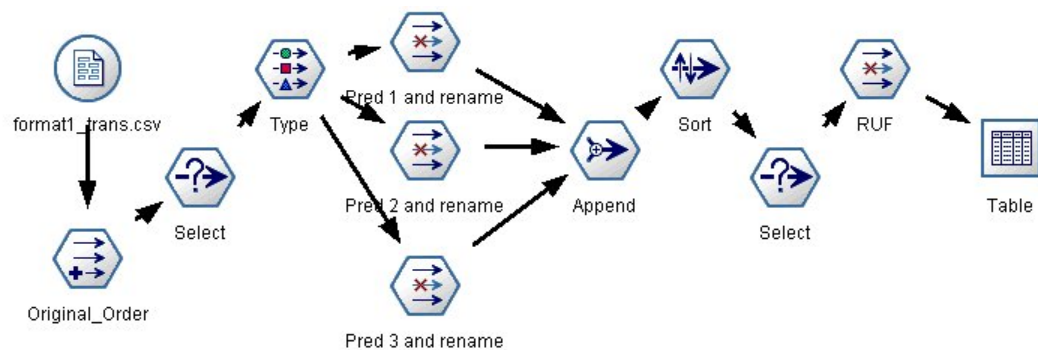 format1_trans.csv
Original_Order
Select
Type
Pred 1 and rename
Pred 2 and rename
Pred 3 and rename
Append
Sort
Select
RUF
Table